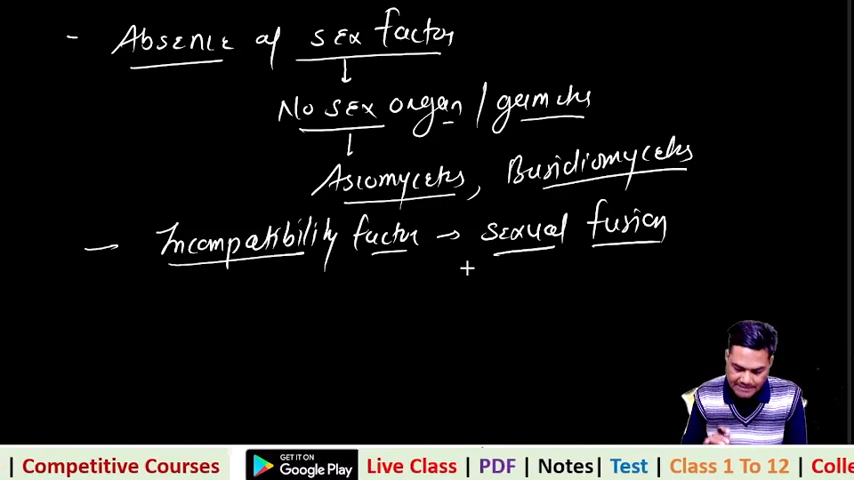 - Absence of sex factor
No sex organ / gametes
Ascomycetes, Basidiomycetes
- Incompatibility factor → sexual fusion
+
| Competitive Courses
GET IT ON
Google Play
Live Class | PDF | Notes| Test | Class 1 To 12 | Colle